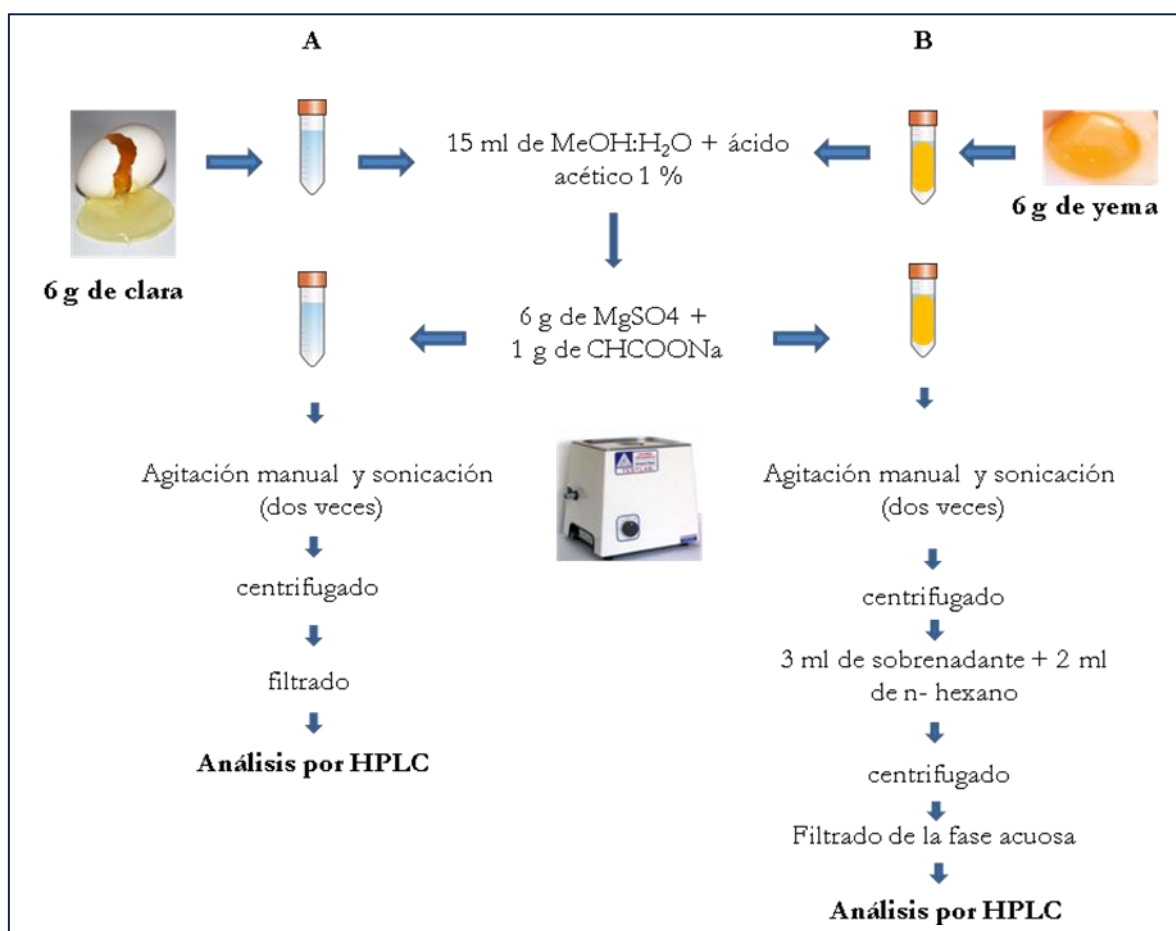 A
B
15 ml de MeOH:H₂O + ácido
acético 1 %
6 g de clara
6 g de yema
6 g de MgSO4 +
1 g de CHCOONa
Agitación manual y sonicación
(dos veces)
centrifugado
filtrado
Análisis por HPLC
Agitación manual y sonicación
(dos veces)
centrifugado
3 ml de sobrenadante + 2 ml
de n- hexano
centrifugado
Filtrado de la fase acuosa
Análisis por HPLC